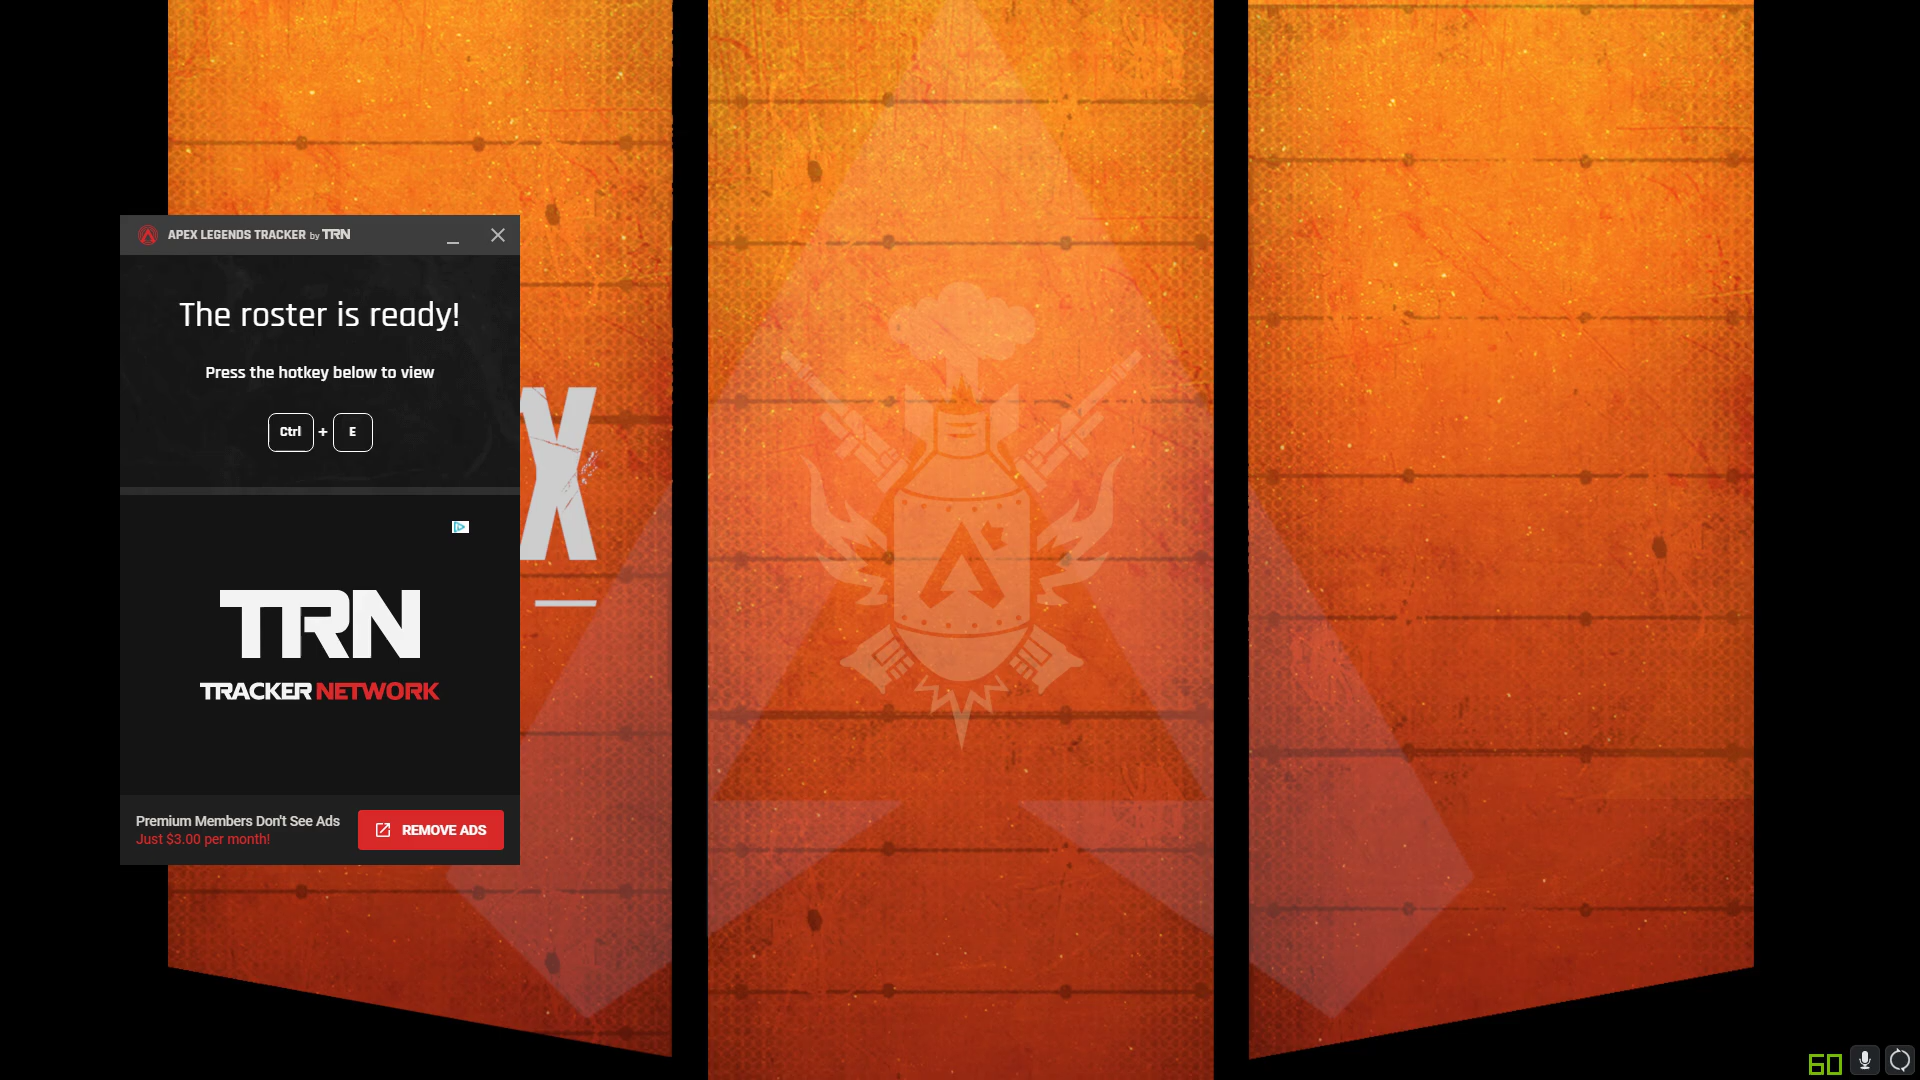 APEX LEGENDS TRACKER by TRN
The roster is ready!
Press the hotkey below to view
Ctrl + E
X
TRN
TRACKER NETWORK
Premium Members Don't See Ads
Just $3.00 per month!
REMOVE ADS
60